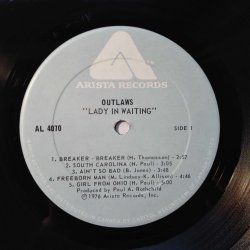 ARISTA RECORDS
OUTLAWS
"LADY IN WAITING"
AL 4070
SIDE 1
1. BREAKER - BREAKER (H. Thomasson) - 2:57
2. SOUTH CAROLINA (H. Paul) - 3:05
3. AIN'T SO BAD (B. Jones) - 3:48
4. FREEBORN MAN (M. Lindsay-K. Allison) - 4:46
5. GIRL FROM OHIO (H. Paul) - 5:00
Produced by Paul A. Rothchild
℗ 1976 Arista Records, Inc.